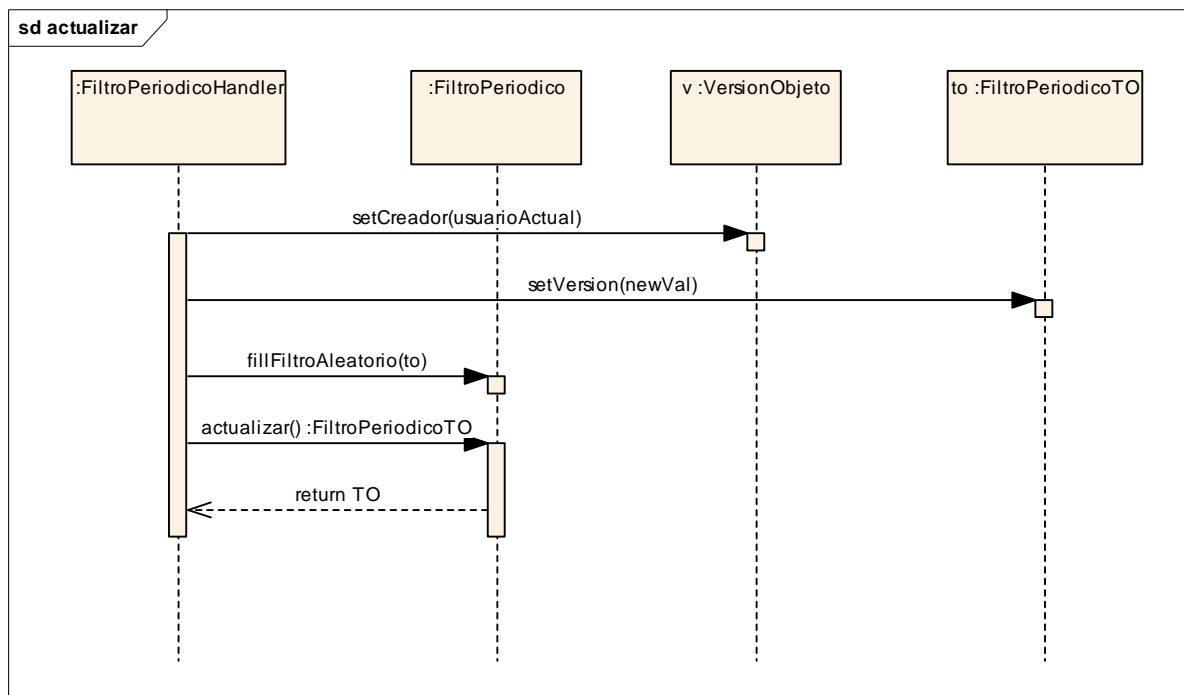 sd actualizar
:FiltroPeriodicoHandler
:FiltroPeriodico
v :VersionObjeto
to :FiltroPeriodicoTO
setCreador(usuarioActual)
setVersion(newVal)
fillFiltroAleatorio(to)
actualizar() :FiltroPeriodicoTO
return TO